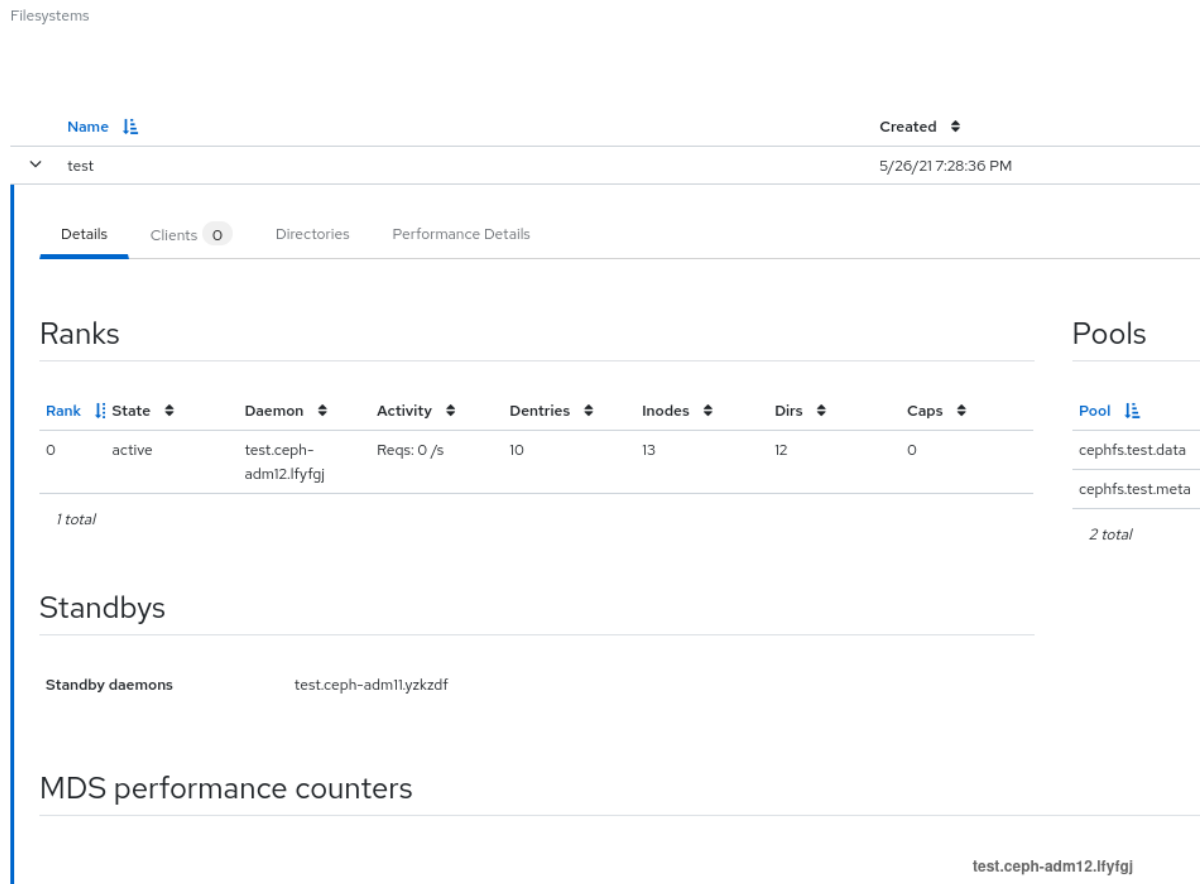 Filesystems
Name Created
test 5/26/21 7:28:36 PM
Details Clients 0 Directories Performance Details
Ranks
Rank State Daemon Activity Dentries Inodes Dirs Caps
0 active test.ceph- Reqs: 0 /s 10 13 12 0
adm12.lfyfgj
1 total
Pools
Pool
cephfs.test.data
cephfs.test.meta
2 total
Standbys
Standby daemons test.ceph-adm11.yzkzdf
MDS performance counters
test.ceph-adm12.lfyfgj